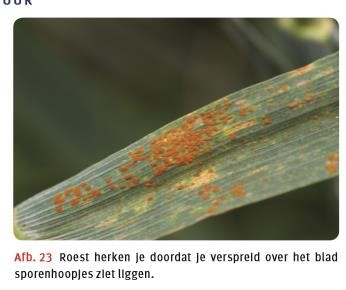 Afb. 23 Roest herken je doordat je verspreid over het blad
sporenhoopjes ziet liggen.